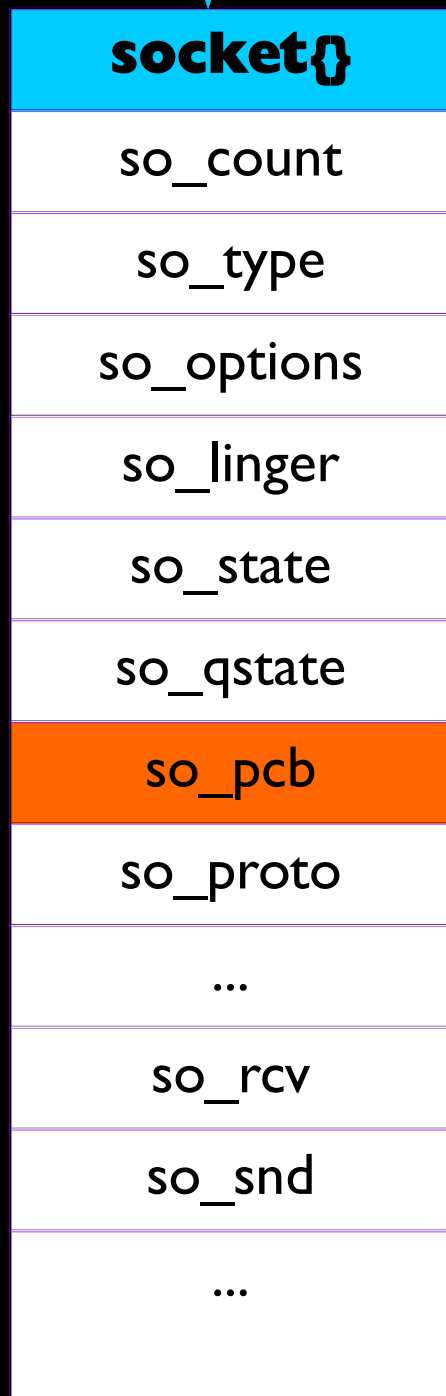 socket{}
so_count
so_type
so_options
so_linger
so_state
so_qstate
so_pcb
so_proto
...
so_rcv
so_snd
...